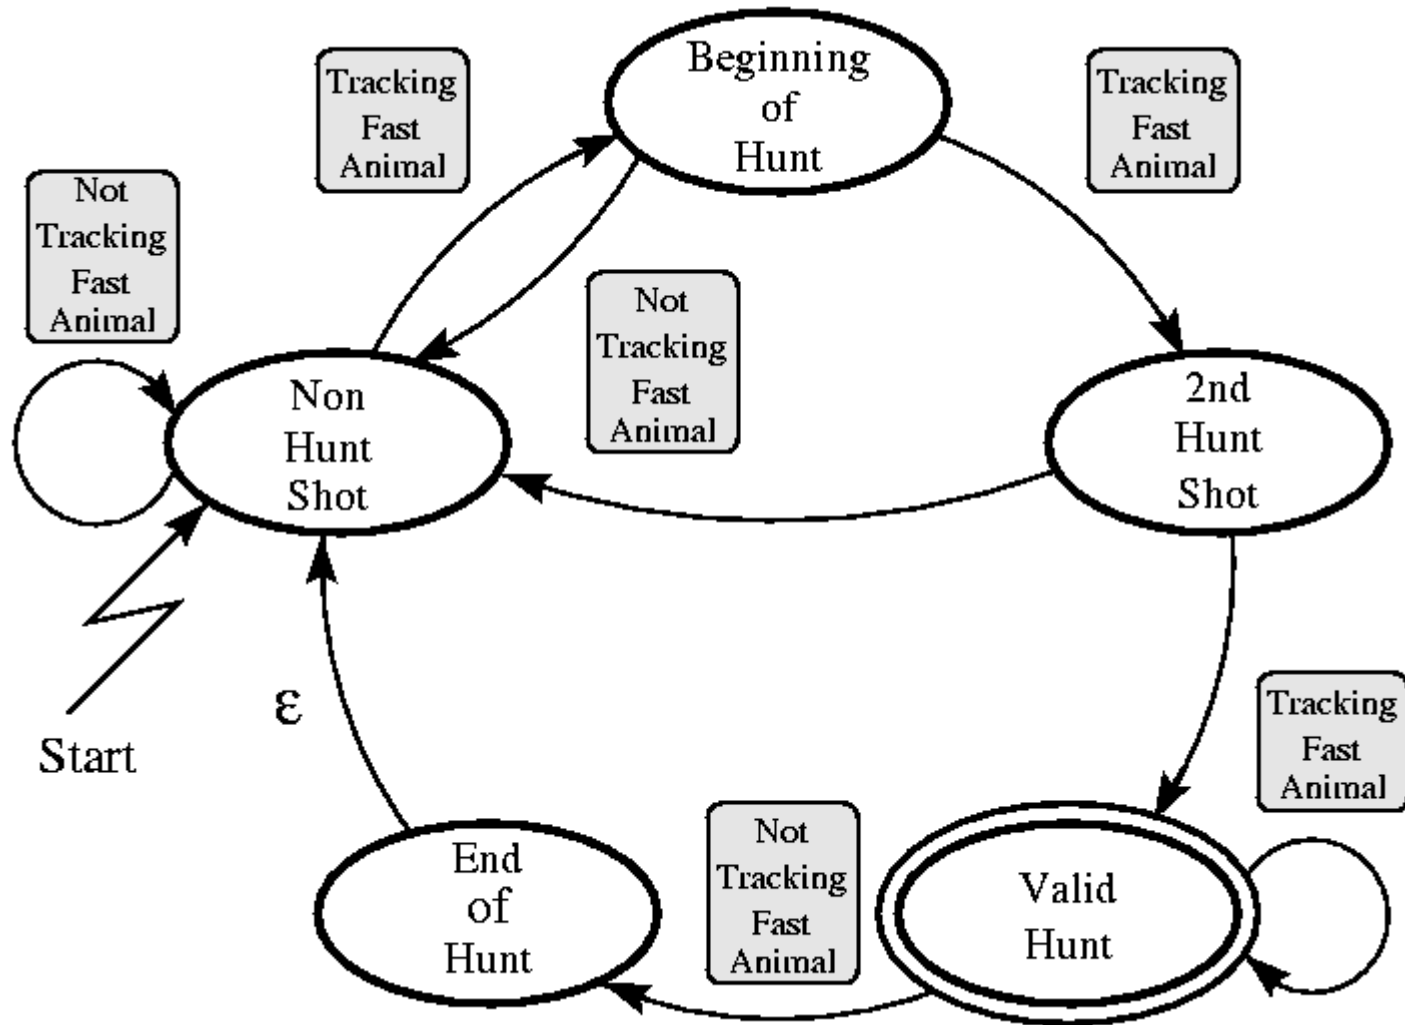 Beginning
of
Hunt
Tracking
Fast
Animal
Tracking
Fast
Animal
Not
Tracking
Fast
Animal
Not
Tracking
Fast
Animal
Non
Hunt
Shot
2nd
Hunt
Shot
ε
Start
Tracking
Fast
Animal
Not
Tracking
Fast
Animal
End
of
Hunt
Valid
Hunt